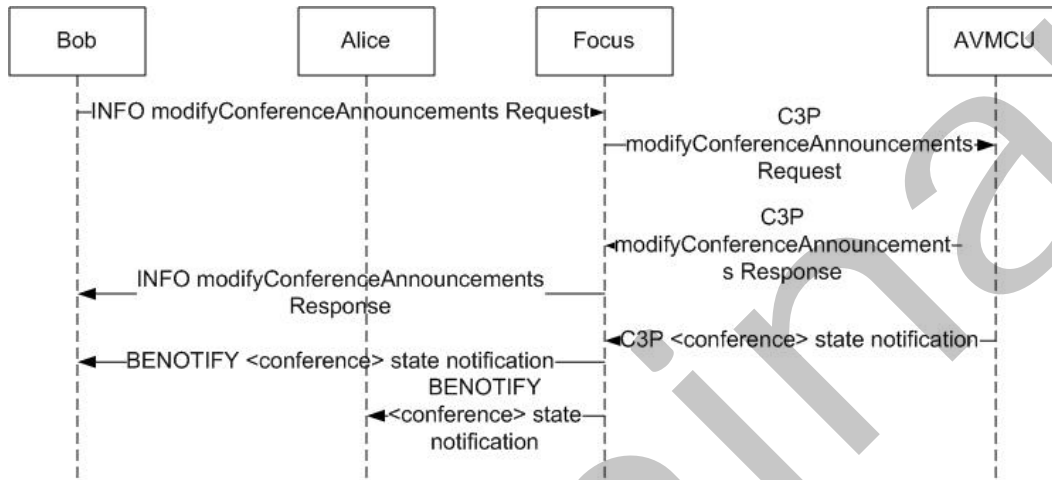 Bob
Alice
Focus
AVMCU
INFO modifyConferenceAnnouncements Request
C3P
modifyConferenceAnnouncements
Request
C3P
modifyConferenceAnnouncement
s Response
INFO modifyConferenceAnnouncements
Response
C3P <conference> state notification
BENOTIFY <conference> state notification
BENOTIFY
<conference> state
notification